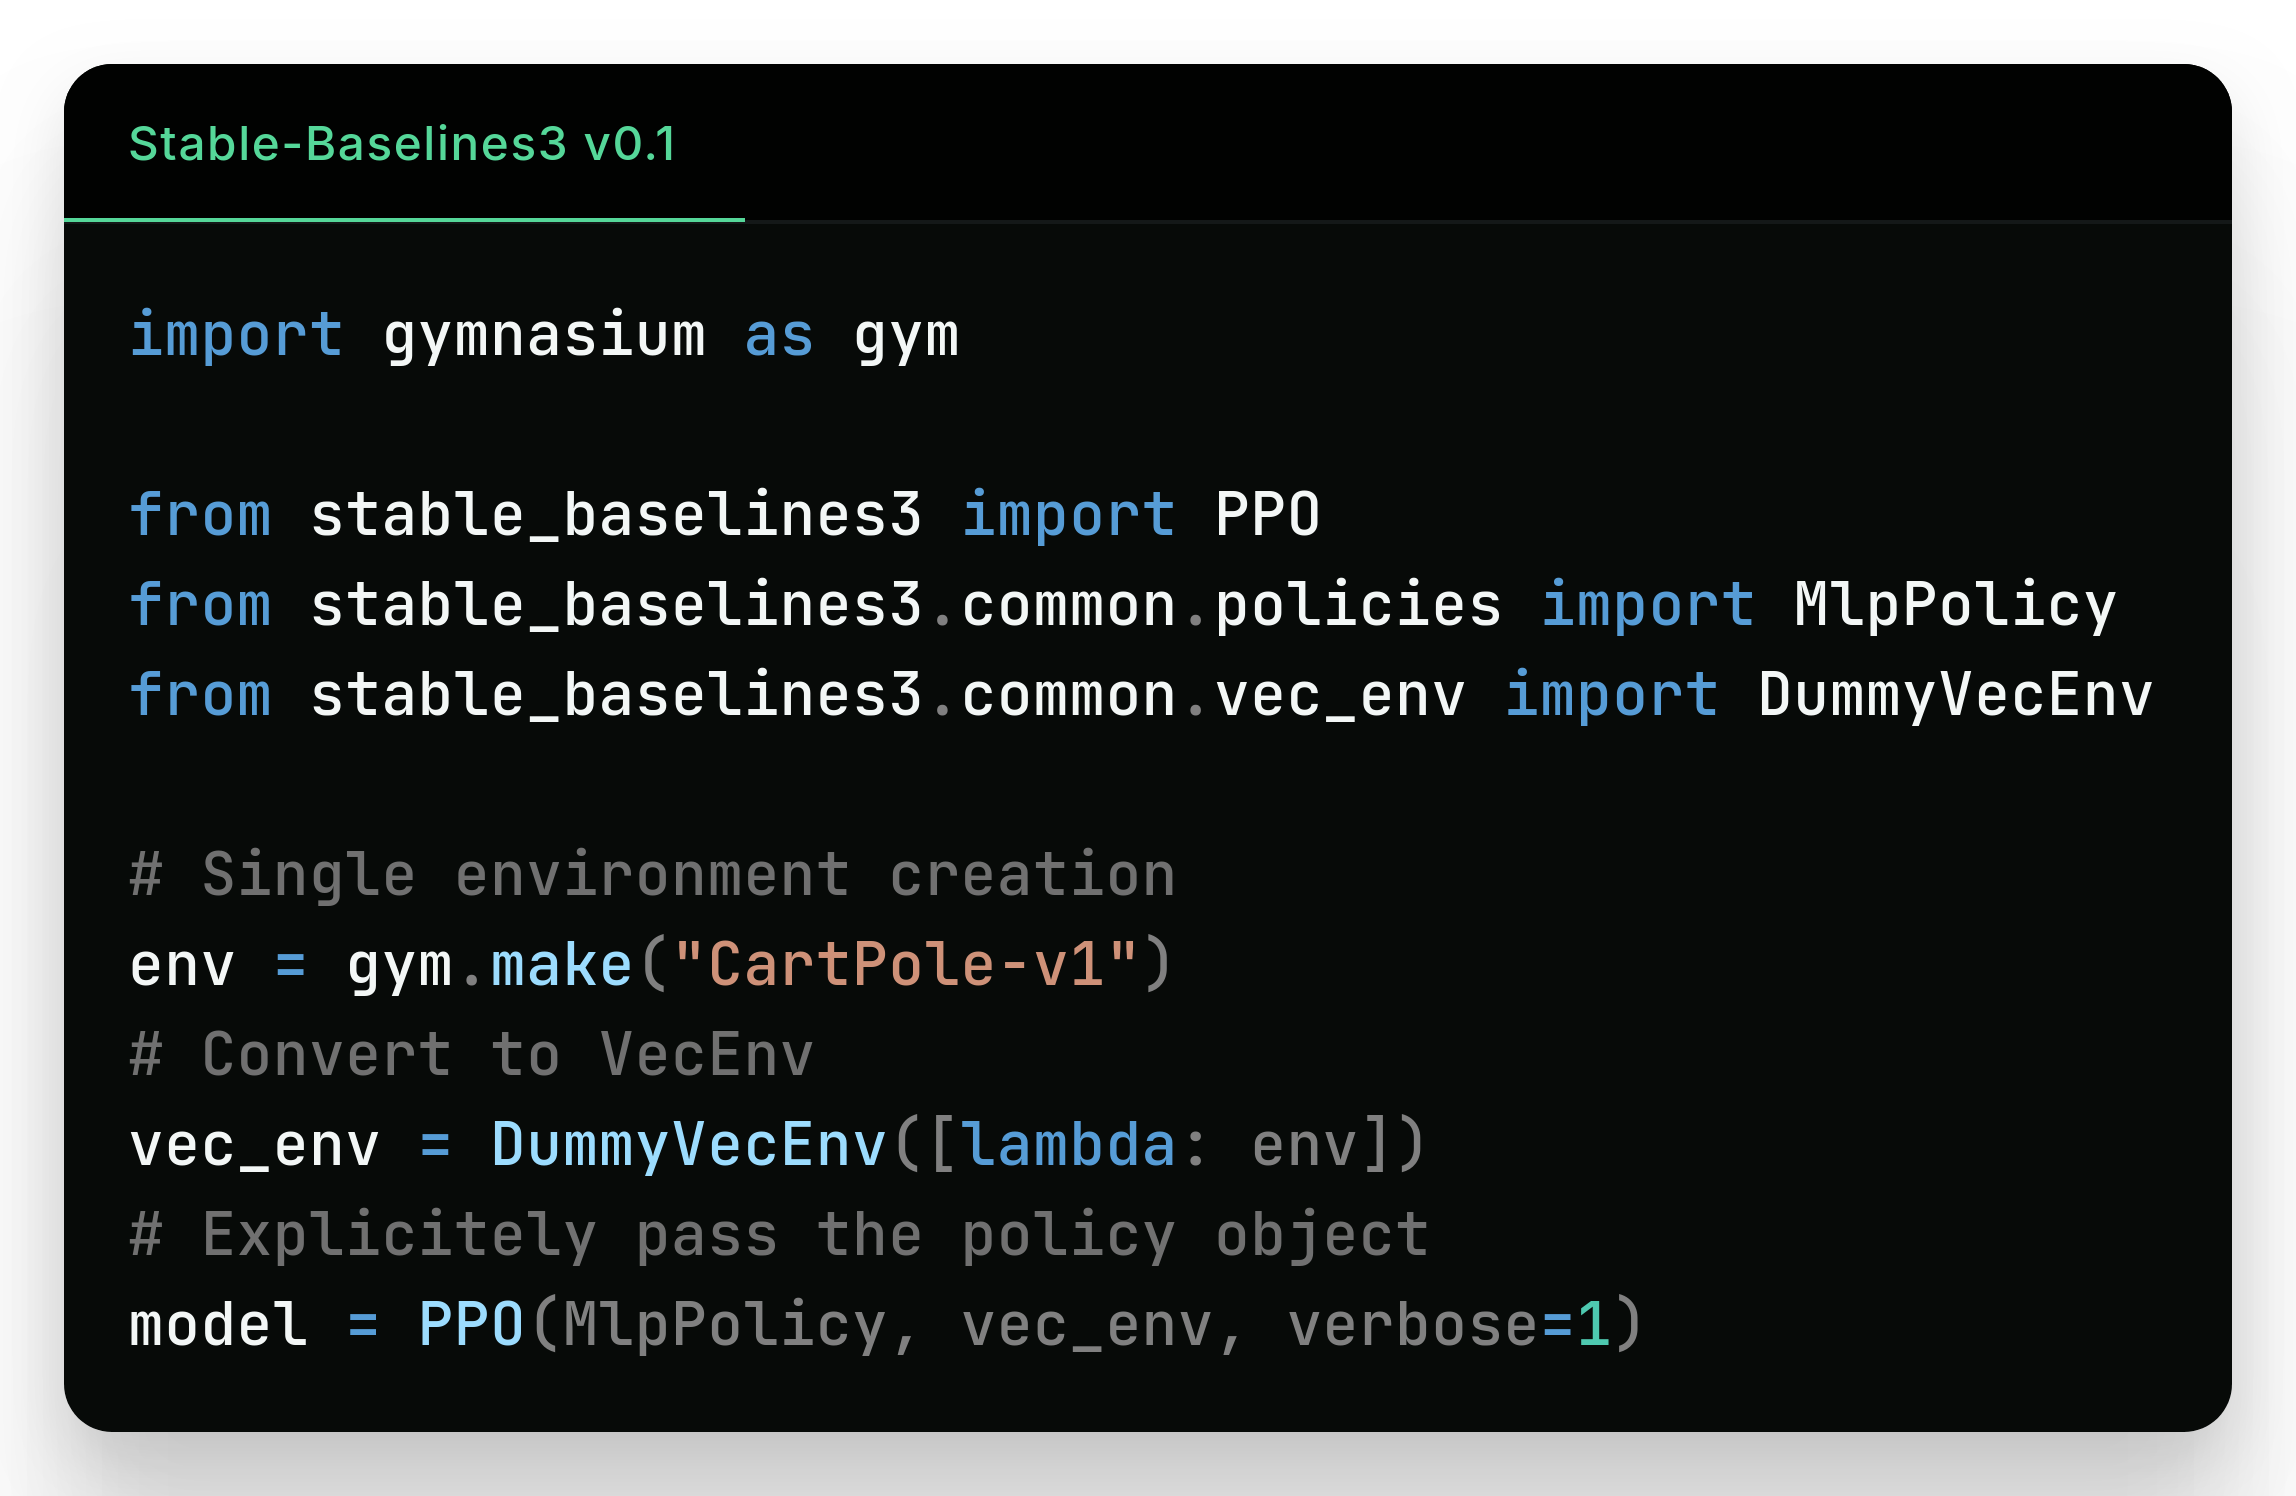 Stable-Baselines3 v0.1
import gymnasium as gym
from stable_baselines3 import PPO
from stable_baselines3.common.policies import MlpPolicy
from stable_baselines3.common.vec_env import DummyVecEnv
# Single environment creation
env = gym.make("CartPole-v1")
# Convert to VecEnv
vec_env = DummyVecEnv([lambda: env])
# Explicitely pass the policy object
model = PPO(MlpPolicy, vec_env, verbose=1)